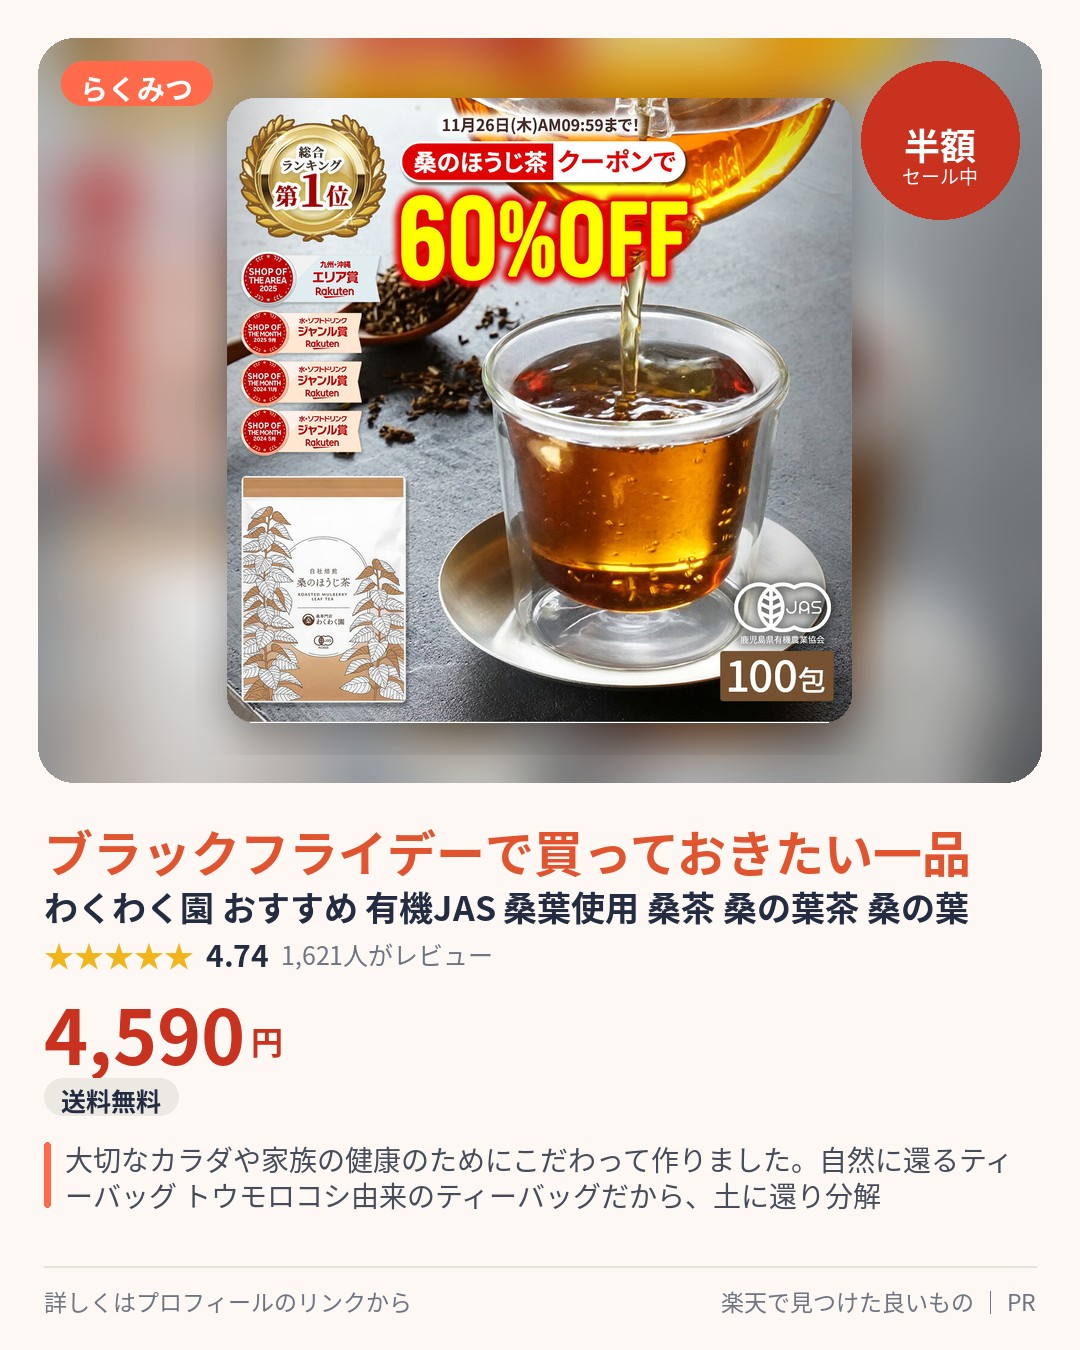 らくみつ
半額
セール中
11月26日(木)AM09:59まで!
桑のほうじ茶 クーポンで
60%OFF
総合
ランキング
第1位
SHOP OF
THE AREA
2025
九州・沖縄
エリア賞
Rakuten
SHOP OF
THE MONTH
2025 9月
水・ソフトドリンク
ジャンル賞
Rakuten
SHOP OF
THE MONTH
2024 11月
水・ソフトドリンク
ジャンル賞
Rakuten
SHOP OF
THE MONTH
2024 5月
水・ソフトドリンク
ジャンル賞
Rakuten
自社焙煎
桑のほうじ茶
ROASTED MULBERRY
LEAF TEA
わくわく園
JAS
鹿児島県有機農業協会
100包
ブラックフライデーで買っておきたい一品
わくわく園 おすすめ 有機JAS 桑葉使用 桑茶 桑の葉茶 桑の葉
★★★★★ 4.74 1,621人がレビュー
4,590円
送料無料
大切なカラダや家族の健康のためにこだわって作りました。自然に還るティ
ーバッグ トウモロコシ由来のティーバッグだから、土に還り分解
詳しくはプロフィールのリンクから
楽天で見つけた良いもの｜PR